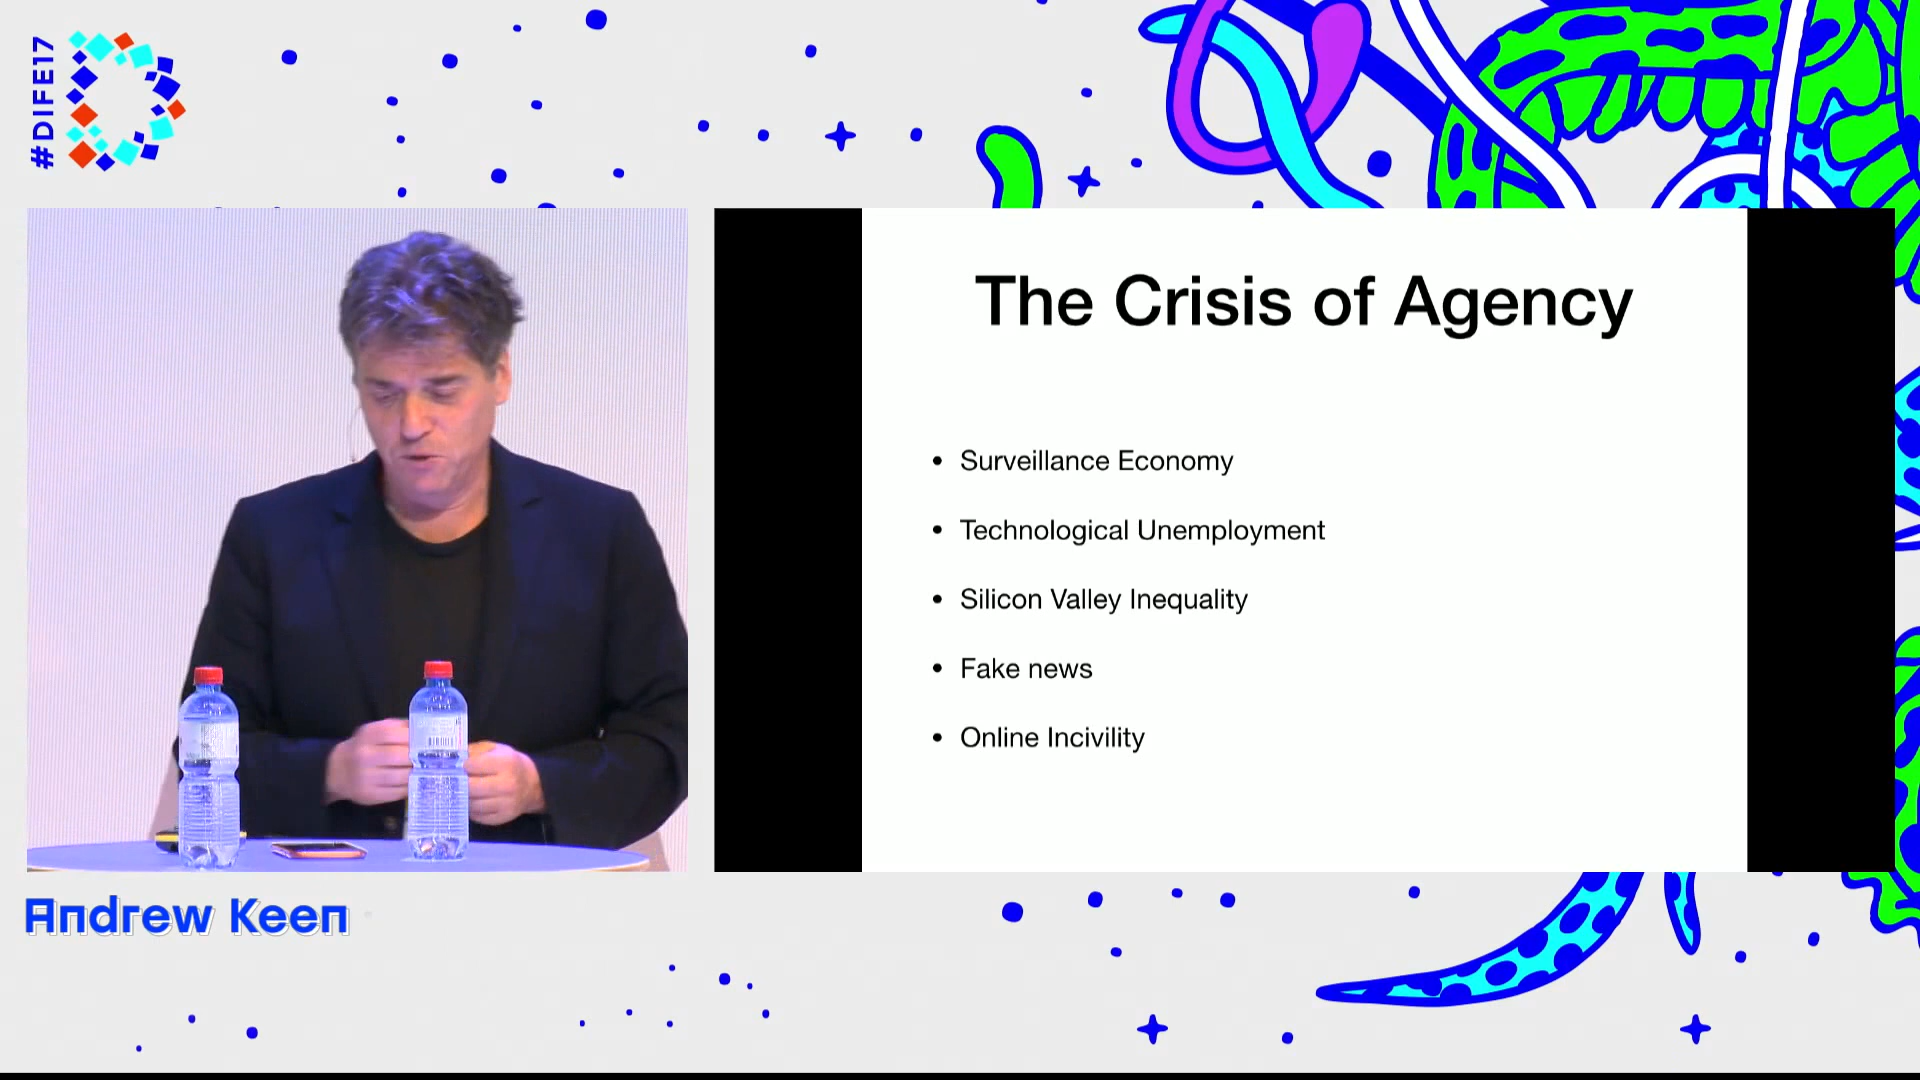 #DIFE17
The Crisis of Agency
• Surveillance Economy
• Technological Unemployment
• Silicon Valley Inequality
• Fake news
• Online Incivility
Andrew Keen